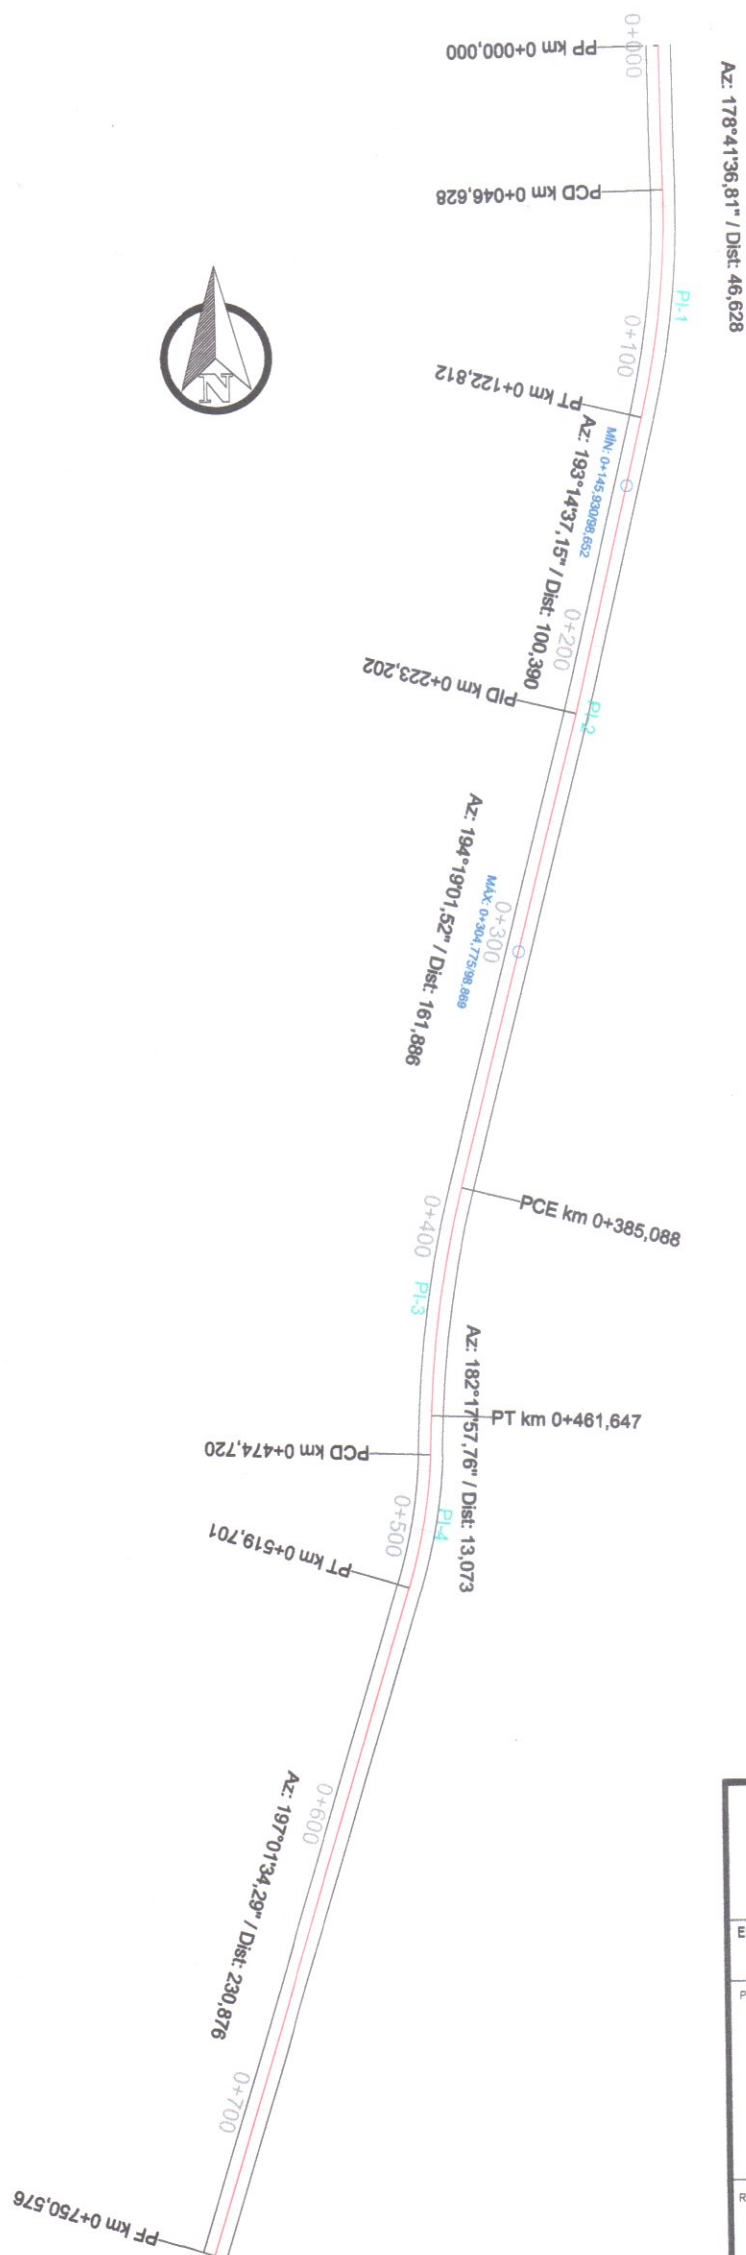 0+000
PP km 0+000,000
Az: 178°41'36,81" / Dist: 46,628
PCD km 0+046,628
PI-1
0+100
PT km 0+122,812
MÍN: 0+145,930/98,652
Az: 193°14'37,15" / Dist: 100,390
0+200
PID km 0+223,202
PI-2
Az: 194°19'01,52" / Dist: 161,886
0+300
MÁX: 0+304,775/98,869
PCE km 0+385,088
0+400
PI-3
Az: 182°17'57,76" / Dist: 13,073
PT km 0+461,647
PCD km 0+474,720
0+500
PI-4
PT km 0+519,701
0+600
Az: 197°01'34,29" / Dist: 230,876
0+700
PF km 0+750,576
N
E
P
R